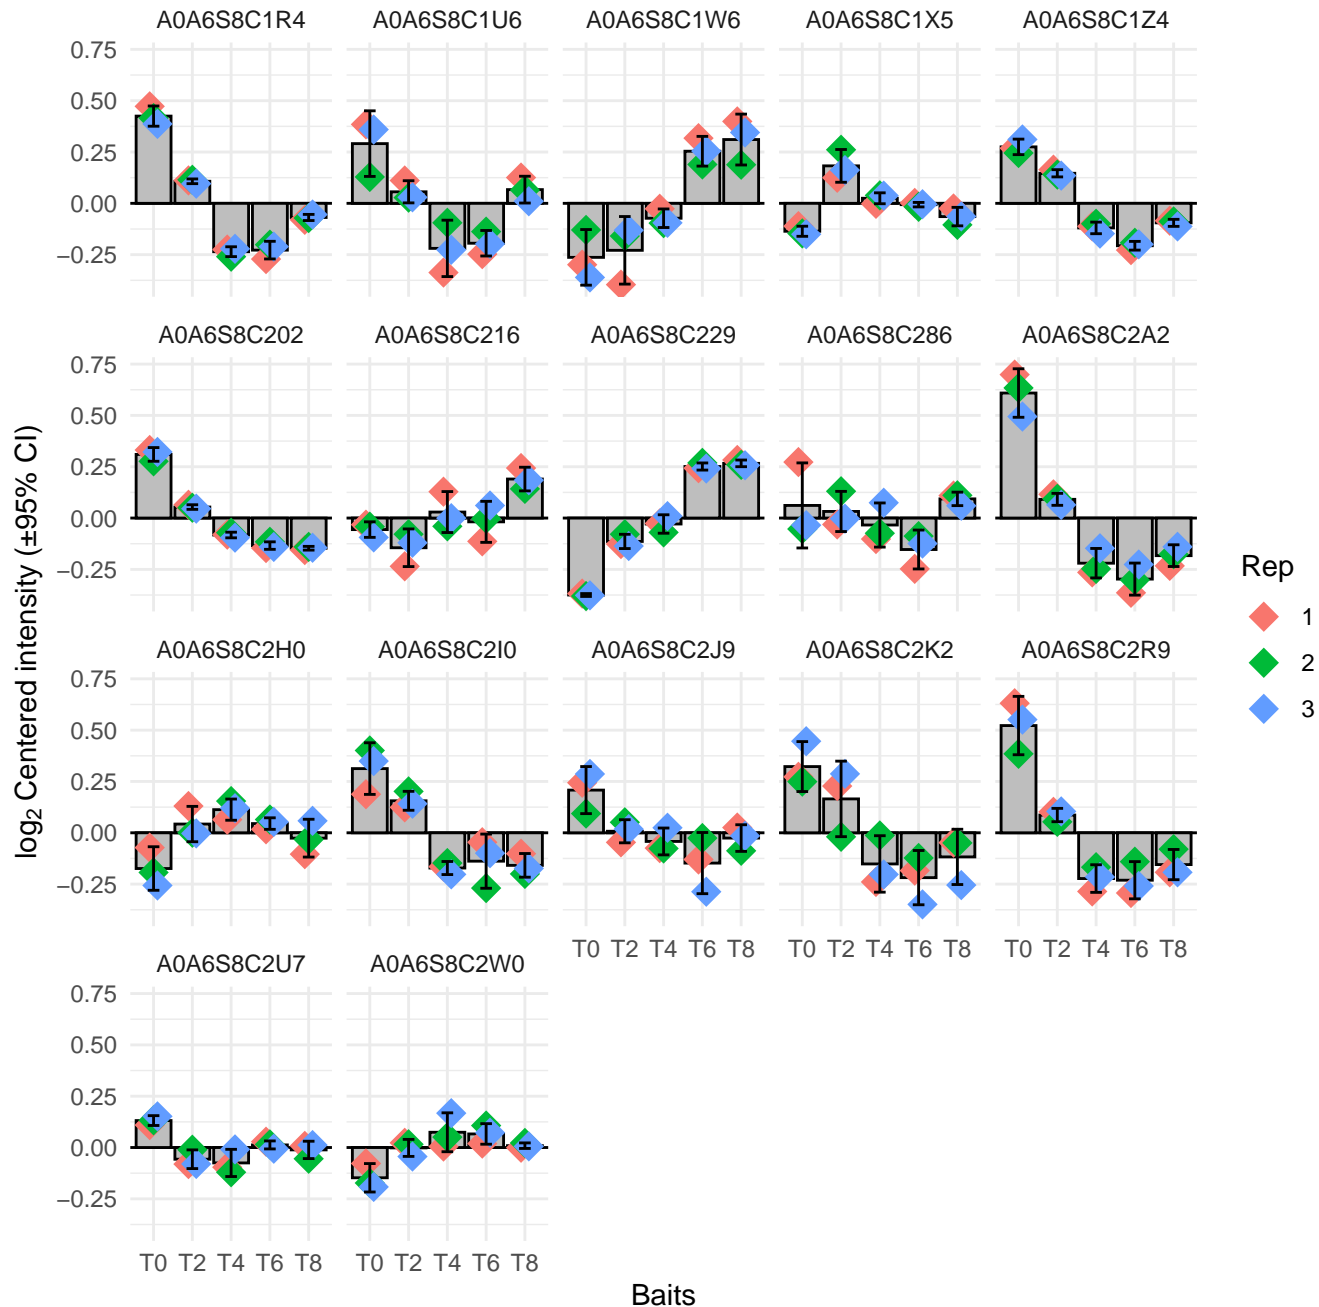 A0A6S8C1R4 A0A6S8C1U6 A0A6S8C1W6 A0A6S8C1X5 A0A6S8C1Z4
0.75
0.50
0.25
0.00
−0.25
A0A6S8C202 A0A6S8C216 A0A6S8C229 A0A6S8C286 A0A6S8C2A2
0.75
0.50
0.25
0.00
−0.25
A0A6S8C2H0 A0A6S8C2I0 A0A6S8C2J9 A0A6S8C2K2 A0A6S8C2R9
0.75
0.50
0.25
0.00
−0.25
T0 T2 T4 T6 T8 T0 T2 T4 T6 T8 T0 T2 T4 T6 T8
A0A6S8C2U7 A0A6S8C2W0
0.75
0.50
0.25
0.00
−0.25
T0 T2 T4 T6 T8 T0 T2 T4 T6 T8
Baits
log2 Centered intensity (±95% CI)
Rep
1
2
3